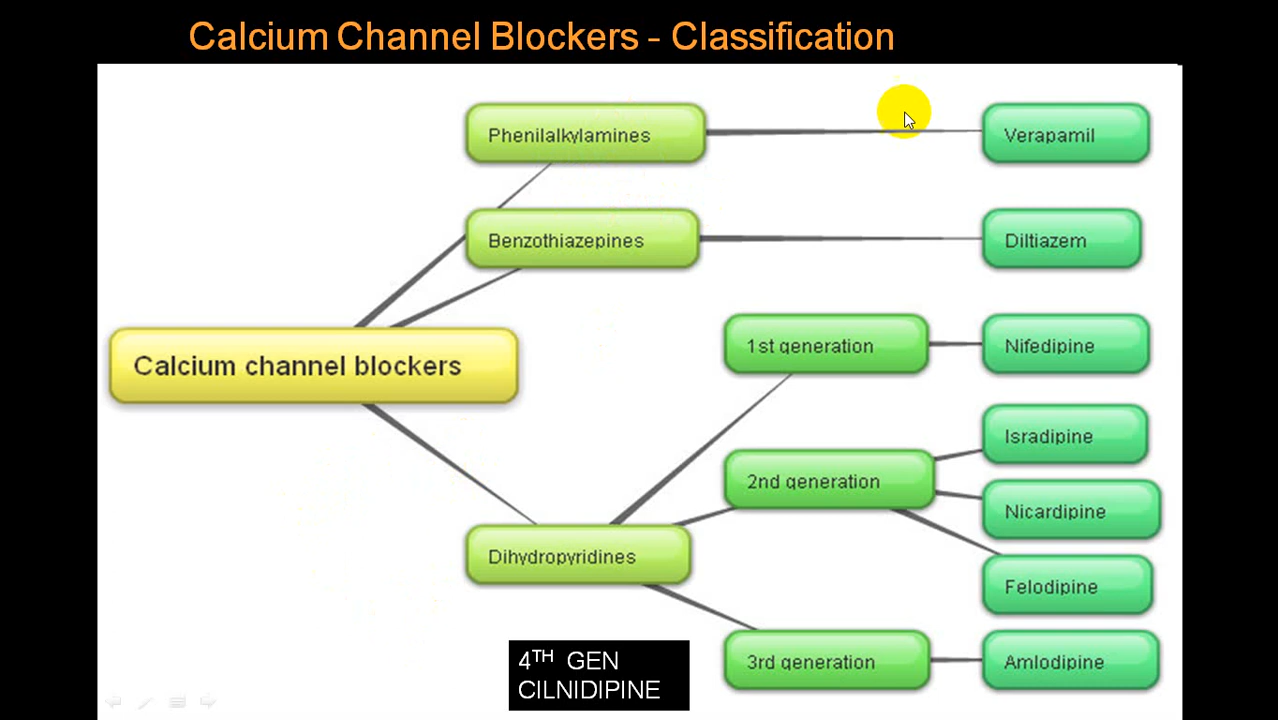 Calcium Channel Blockers - Classification
Phenilalkylamines
Verapamil
Benzothiazepines
Diltiazem
Calcium channel blockers
1st generation
Nifedipine
Isradipine
2nd generation
Nicardipine
Dihydropyridines
Felodipine
3rd generation
Amlodipine
4TH GEN
CILNIDIPINE